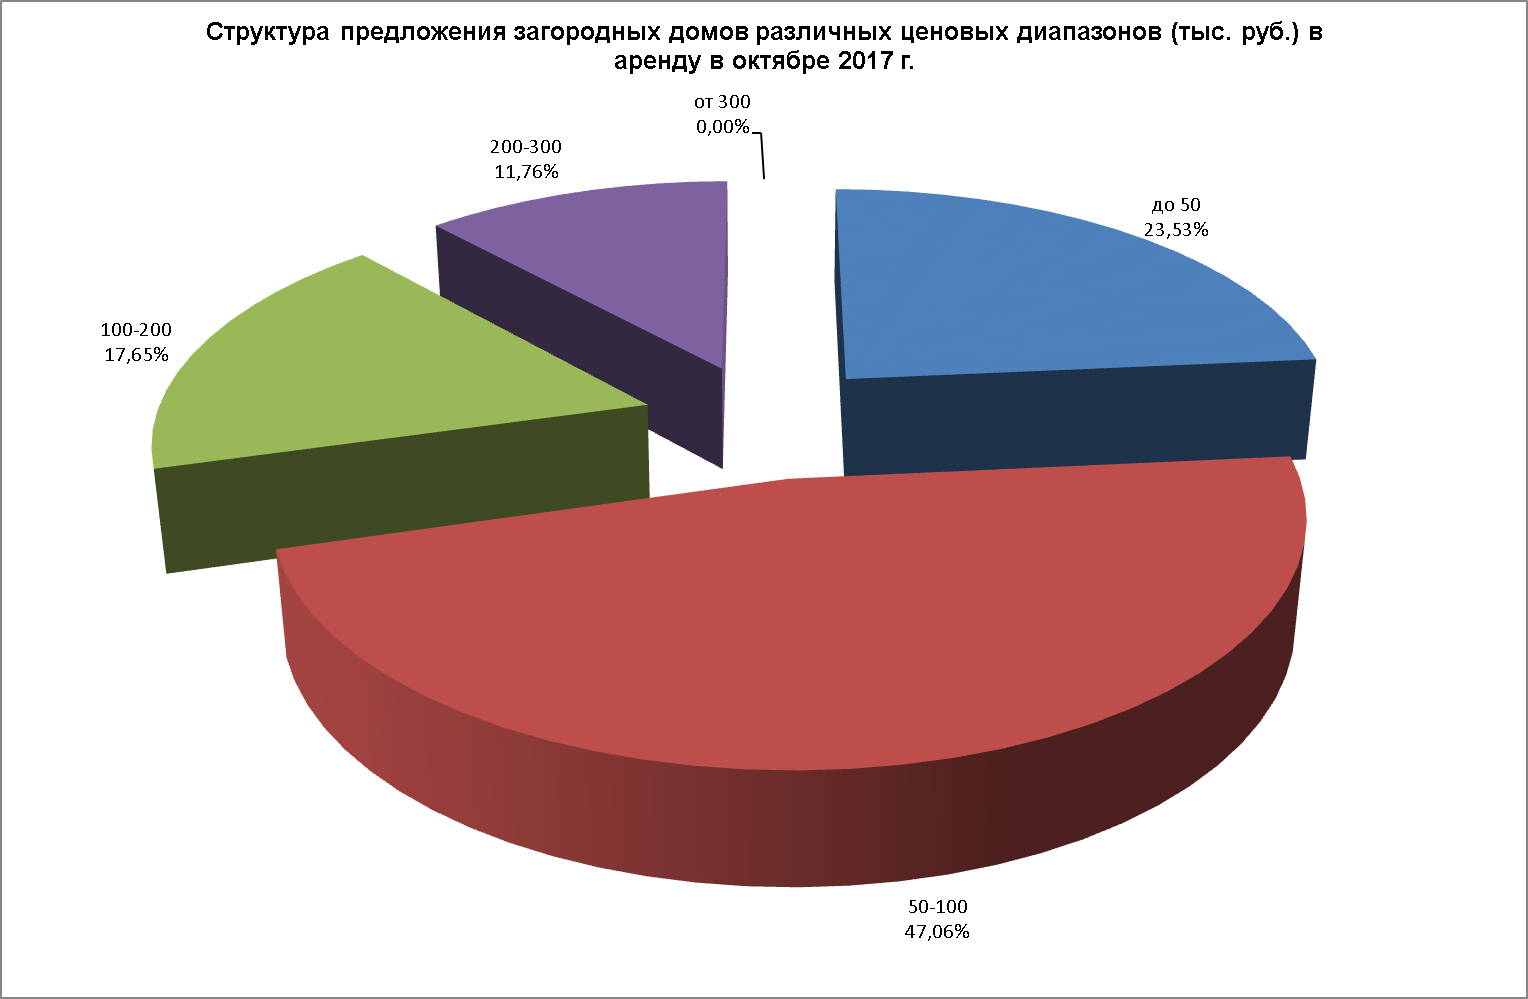 Структура предложения загородных домов различных ценовых диапазонов (тыс. руб.) в
аренду в октябре 2017 г.
от 300
0,00%
200-300
11,76%
до 50
23,53%
100-200
17,65%
50-100
47,06%